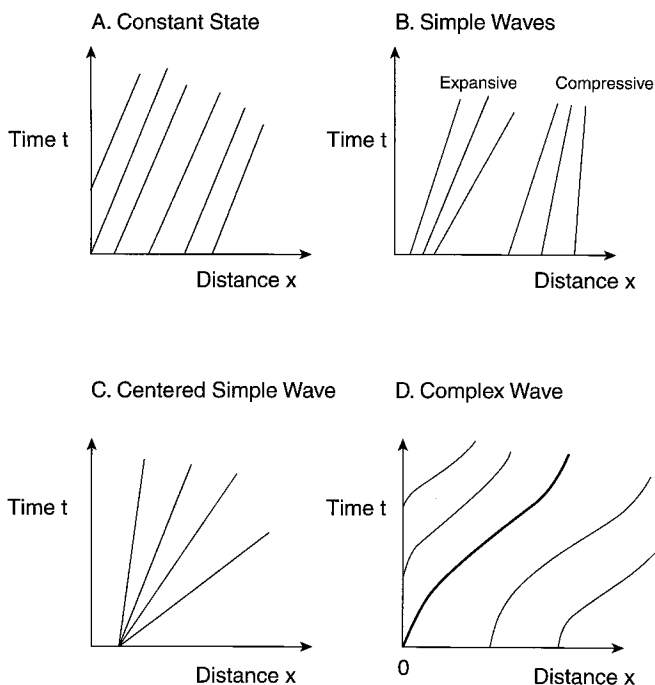 A. Constant State
Time t
Distance x
B. Simple Waves
Expansive
Compressive
Time t
Distance x
C. Centered Simple Wave
Time t
Distance x
D. Complex Wave
Time t
0
Distance x